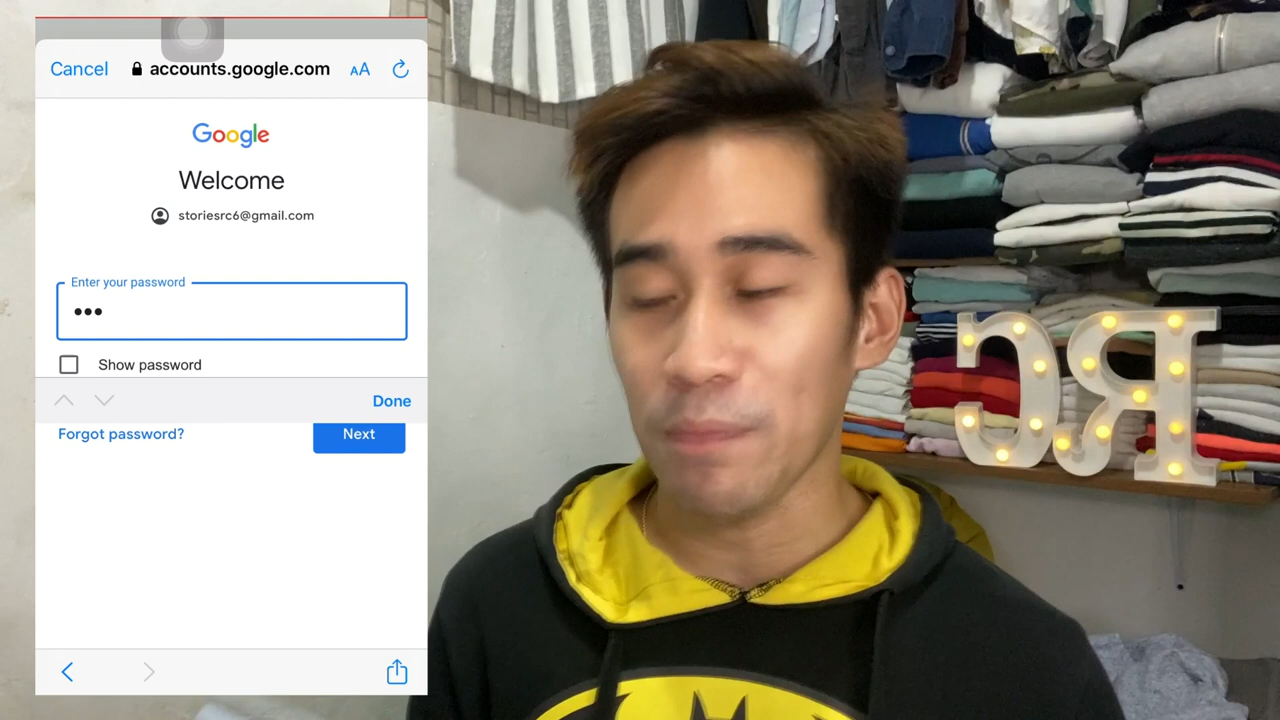 Cancel accounts.google.com AA
Google
Welcome
storiesrc6@gmail.com
Enter your password
•••
Show password
Done
Forgot password? Next
RC